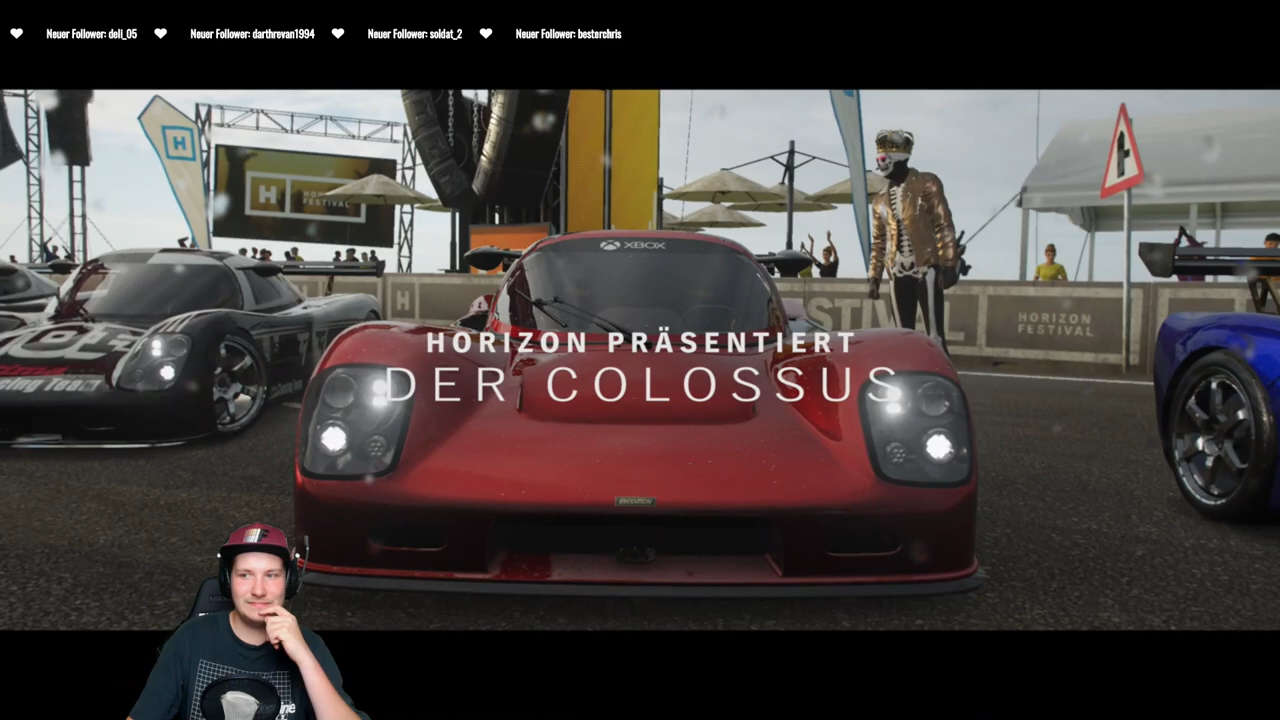 Neuer Follower: deli_05
Neuer Follower: darthrevan1994
Neuer Follower: soldat_2
Neuer Follower: besterchris
H
H HORIZON
FESTIVAL
XBOX
H
STIVAL
HORIZON
FESTIVAL
HORIZON PRÄSENTIERT
DER COLOSSUS